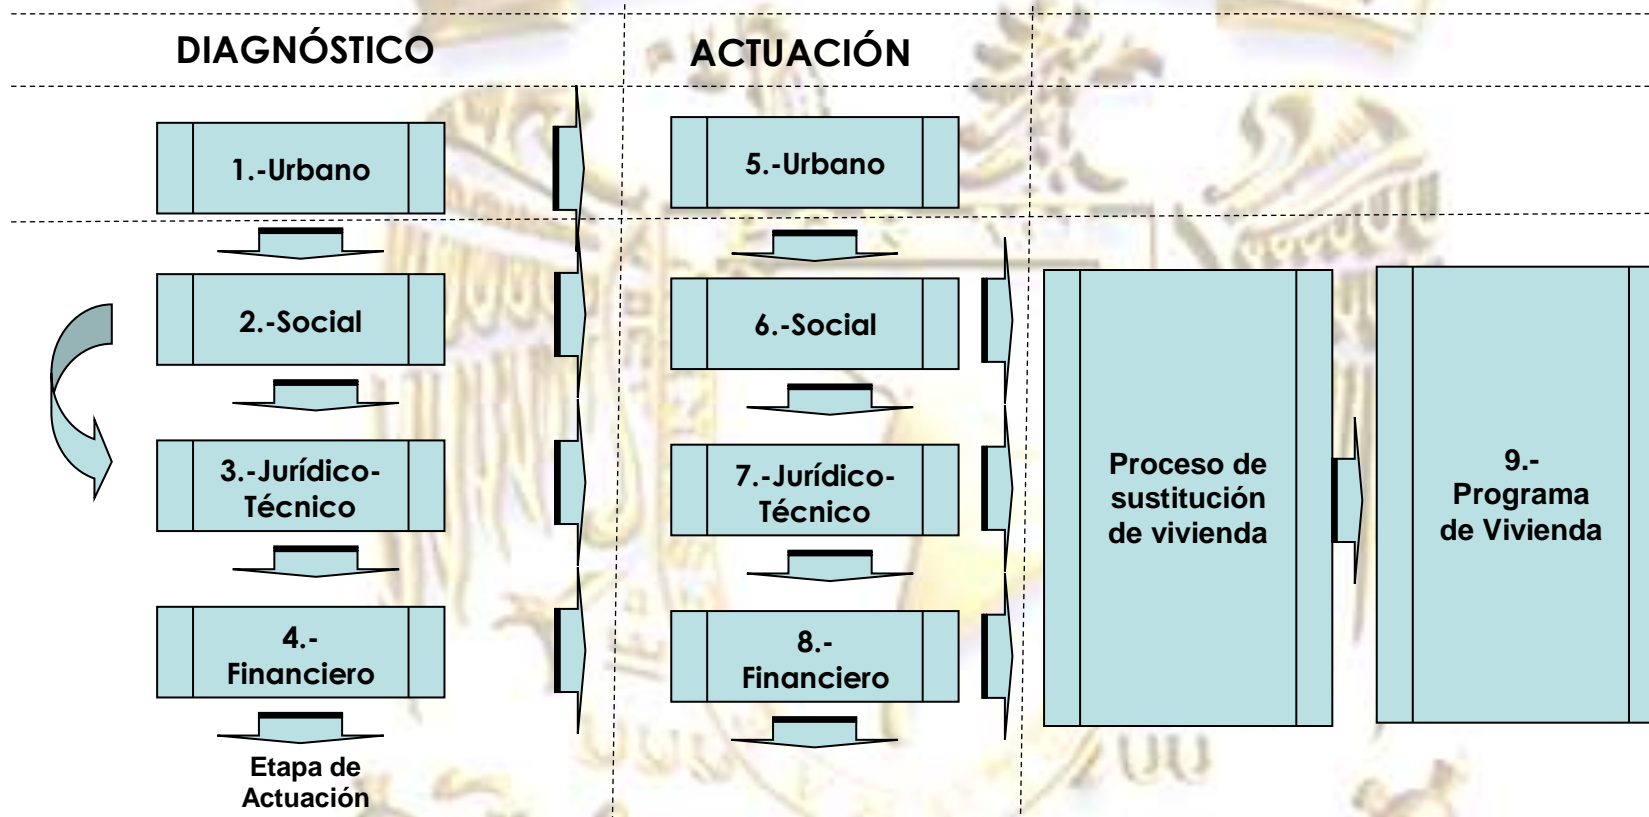 DIAGNÓSTICO
ACTUACIÓN
1.-Urbano
5.-Urbano
2.-Social
6.-Social
3.-Jurídico-
Técnico
7.-Jurídico-
Técnico
4.-
Financiero
8.-
Financiero
Etapa de
Actuación
Proceso de
sustitución
de vivienda
9.-
Programa
de Vivienda